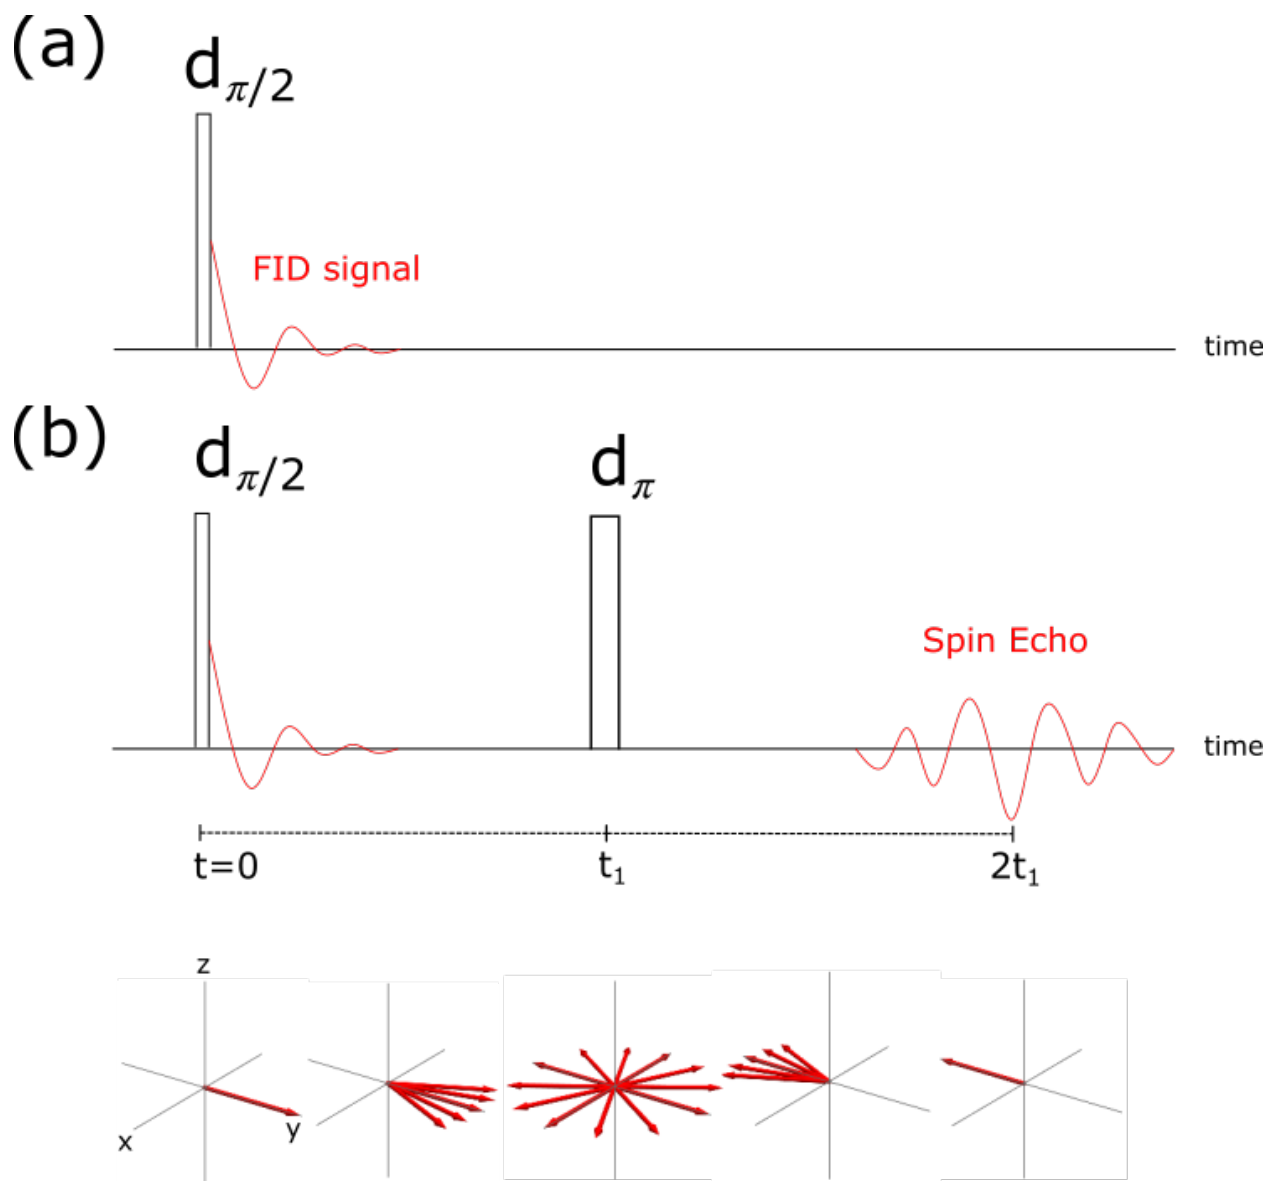 (a)
dπ/2
FID signal
time
(b)
dπ/2
dπ
Spin Echo
time
t=0
t1
2t1
z
x
y